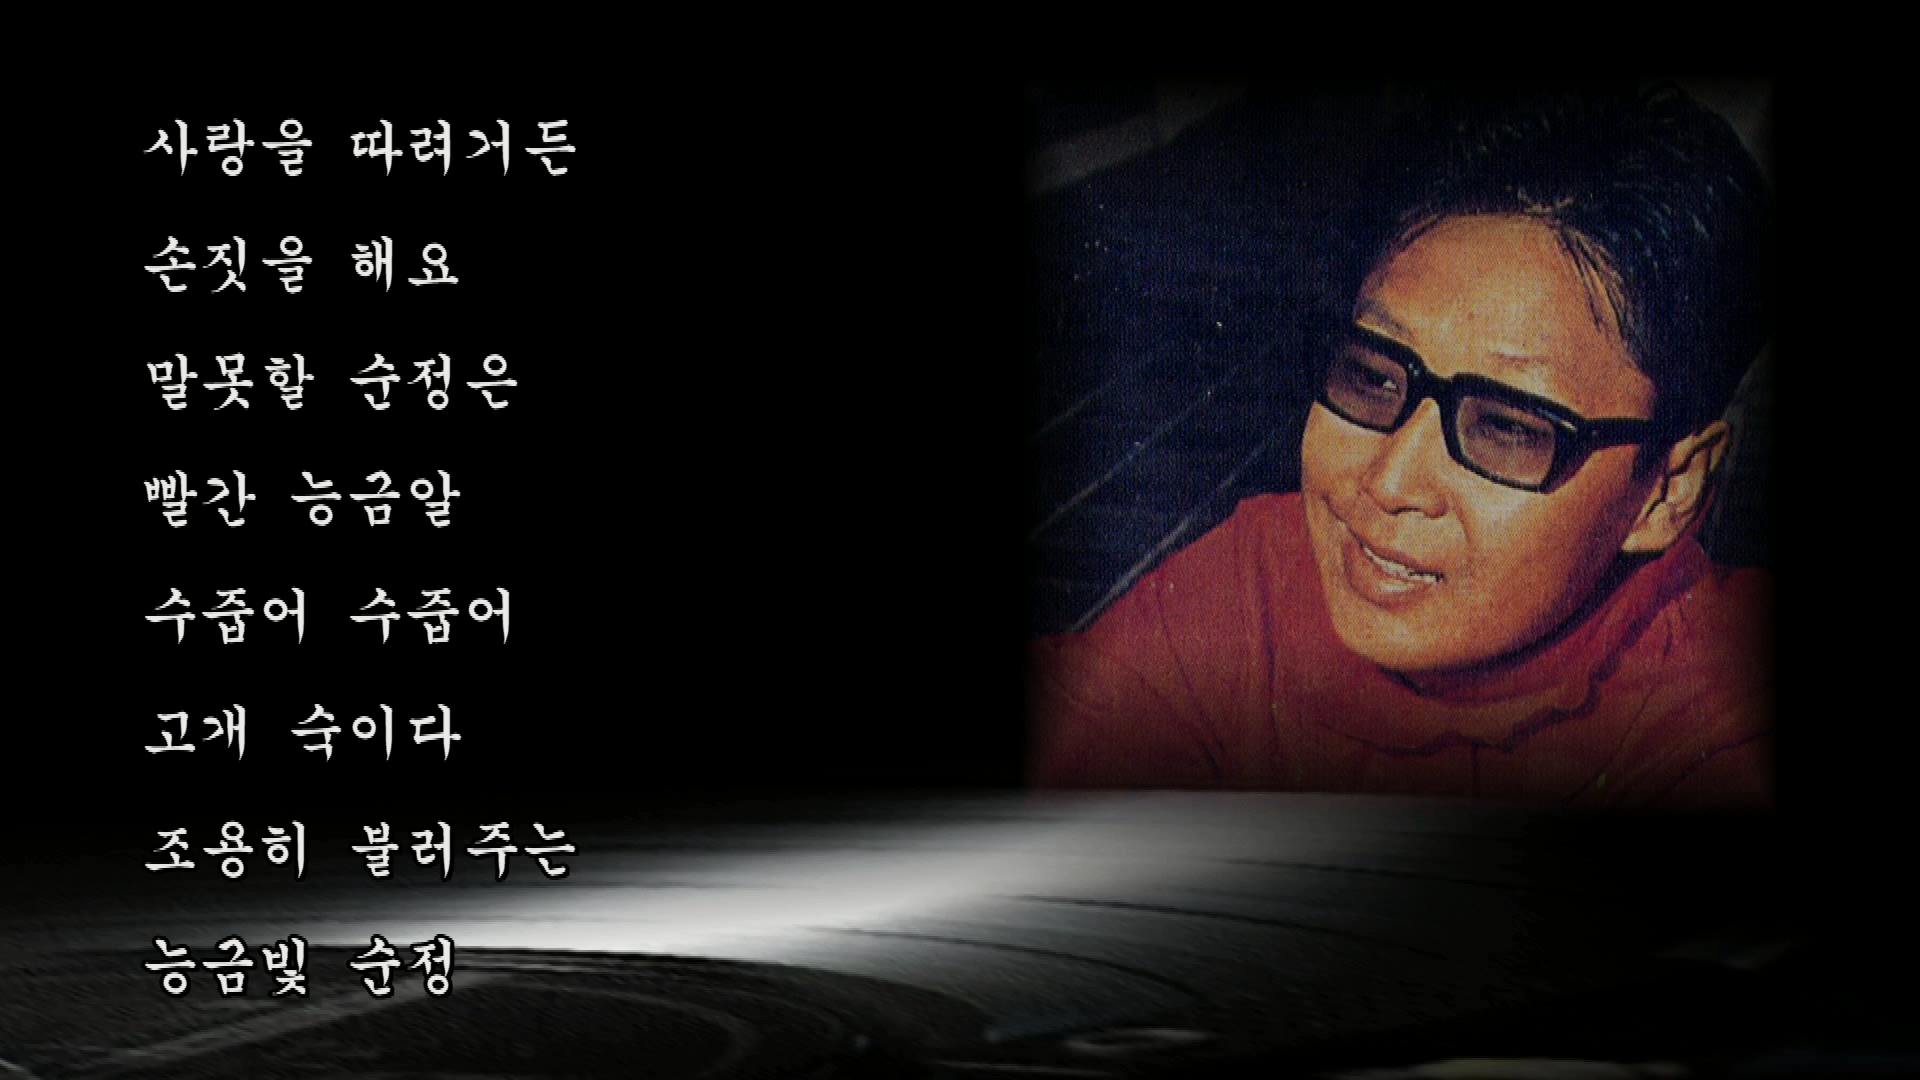 사랑을 따려거든
손짓을 해요
말못할 순정은
빨간 능금알
수줍어 수줍어
고개 숙이다
조용히 불러주는
능금빛 순정